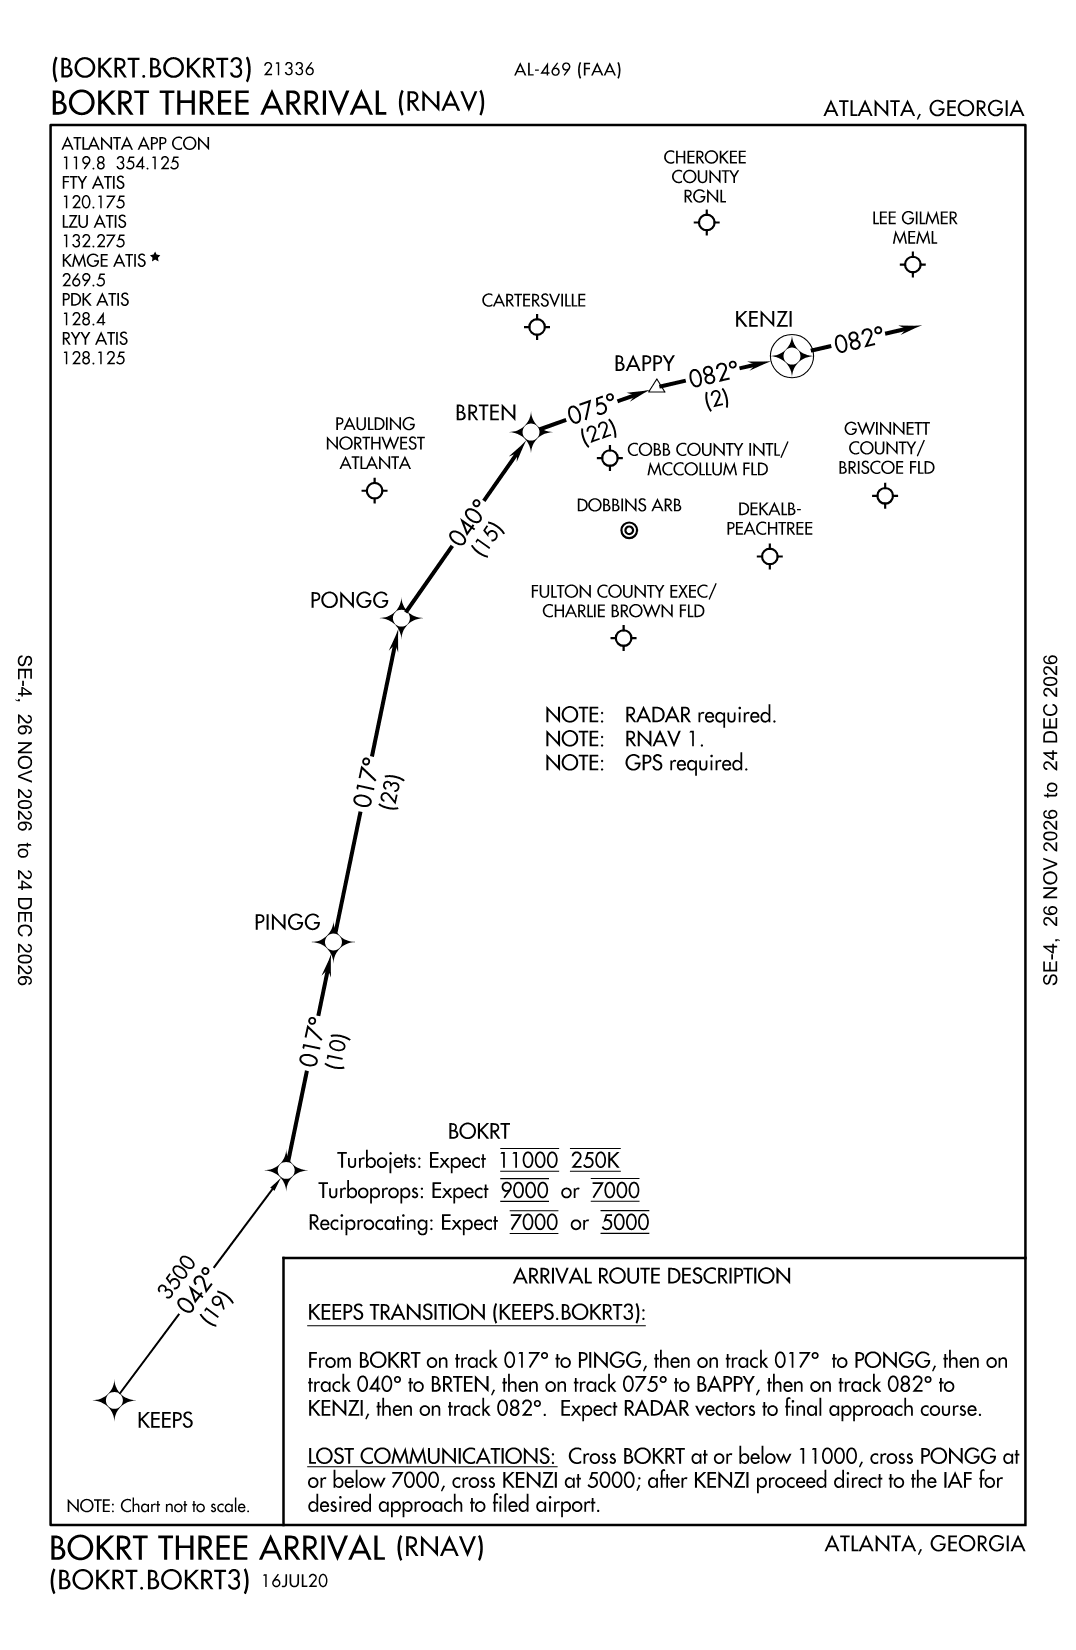 (BOKRT.BOKRT3) 21336
AL-469 (FAA)
BOKRT THREE ARRIVAL (RNAV)
ATLANTA, GEORGIA
ATLANTA APP CON
119.8 354.125
FTY ATIS
120.175
LZU ATIS
132.275
KMGE ATIS ★
269.5
PDK ATIS
128.4
RYY ATIS
128.125
CHEROKEE
COUNTY
RGNL
LEE GILMER
MEML
CARTERSVILLE
KENZI
082°
BAPPY
082°
(2)
BRTEN
075°
(22)
PAULDING
NORTHWEST
ATLANTA
COBB COUNTY INTL/
MCCOLLUM FLD
GWINNETT
COUNTY/
BRISCOE FLD
DOBBINS ARB
DEKALB-
PEACHTREE
040°
(15)
PONGG
FULTON COUNTY EXEC/
CHARLIE BROWN FLD
SE-4, 26 NOV 2026 to 24 DEC 2026
SE-4, 26 NOV 2026 to 24 DEC 2026
NOTE: RADAR required.
NOTE: RNAV 1.
NOTE: GPS required.
017°
(23)
PINGG
017°
(10)
BOKRT
Turbojets: Expect 11000 250K
Turboprops: Expect 9000 or 7000
Reciprocating: Expect 7000 or 5000
3500
042°
(19)
KEEPS
ARRIVAL ROUTE DESCRIPTION
KEEPS TRANSITION (KEEPS.BOKRT3):
From BOKRT on track 017° to PINGG, then on track 017° to PONGG, then on
track 040° to BRTEN, then on track 075° to BAPPY, then on track 082° to
KENZI, then on track 082°. Expect RADAR vectors to final approach course.
LOST COMMUNICATIONS: Cross BOKRT at or below 11000, cross PONGG at
or below 7000, cross KENZI at 5000; after KENZI proceed direct to the IAF for
desired approach to filed airport.
NOTE: Chart not to scale.
BOKRT THREE ARRIVAL (RNAV)
ATLANTA, GEORGIA
(BOKRT.BOKRT3) 16JUL20